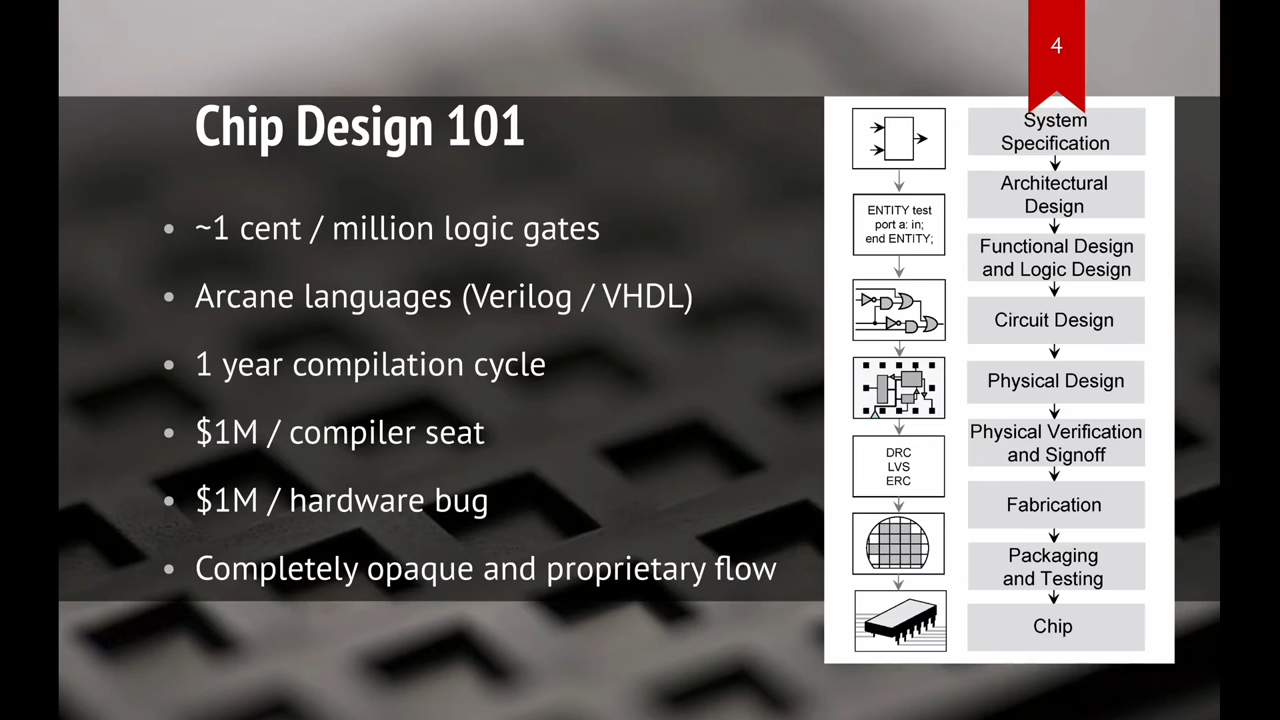 4
Chip Design 101
~1 cent / million logic gates
Arcane languages (Verilog / VHDL)
1 year compilation cycle
$1M / compiler seat
$1M / hardware bug
Completely opaque and proprietary flow
ENTITY test
port a: in;
end ENTITY;
DRC
LVS
ERC
System
Specification
Architectural
Design
Functional Design
and Logic Design
Circuit Design
Physical Design
Physical Verification
and Signoff
Fabrication
Packaging
and Testing
Chip